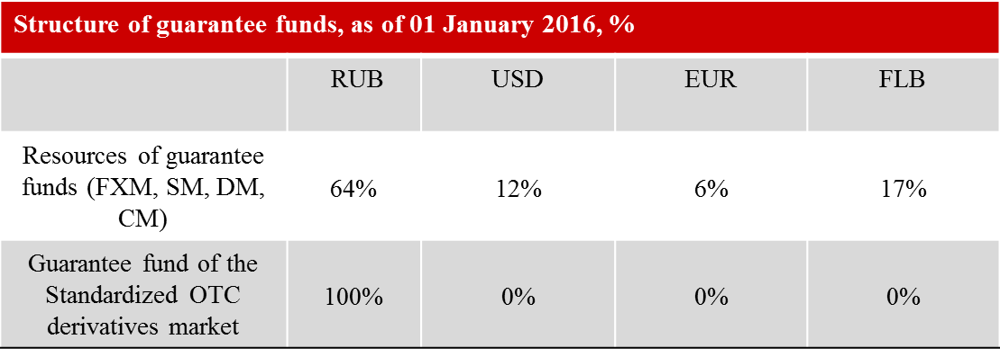 Structure of guarantee funds, as of 01 January 2016, %
RUB USD EUR FLB
Resources of guarantee
funds (FXM, SM, DM,
CM)
64% 12% 6% 17%
Guarantee fund of the
Standardized OTC
derivatives market
100% 0% 0% 0%